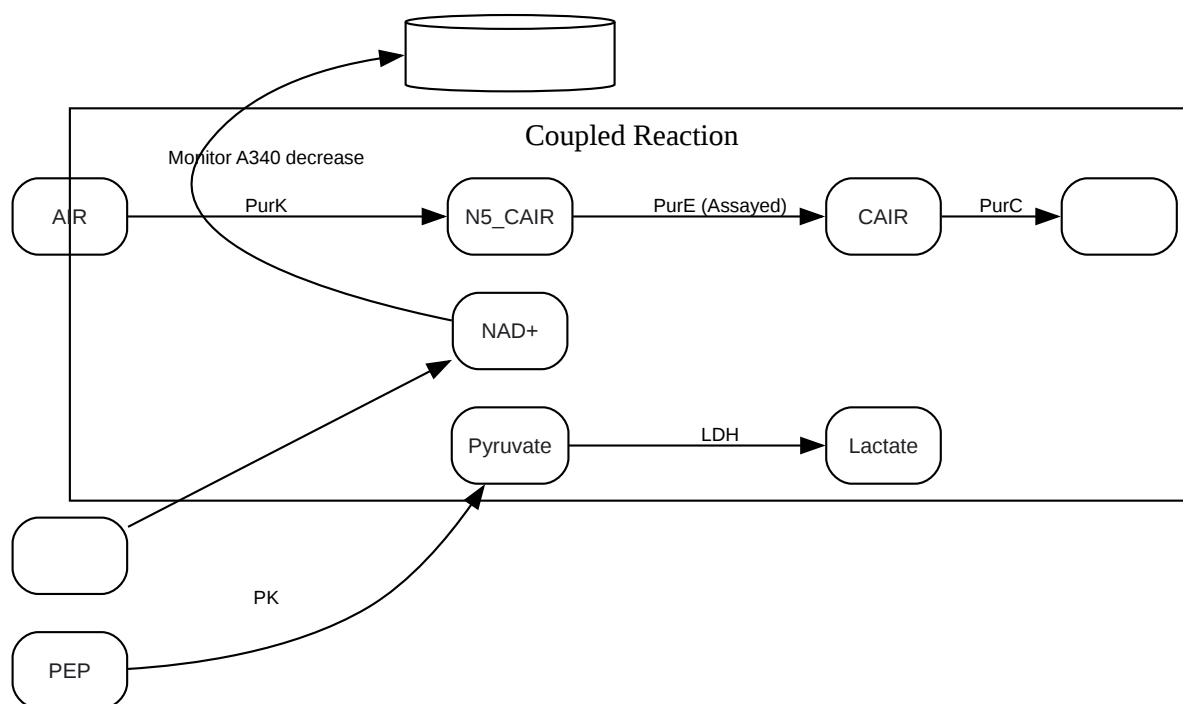 Coupled Reaction
Monitor A340 decrease
AIR
PurK
N5_CAIR
PurE (Assayed)
CAIR
PurC
NAD+
Pyruvate
LDH
Lactate
PK
PEP